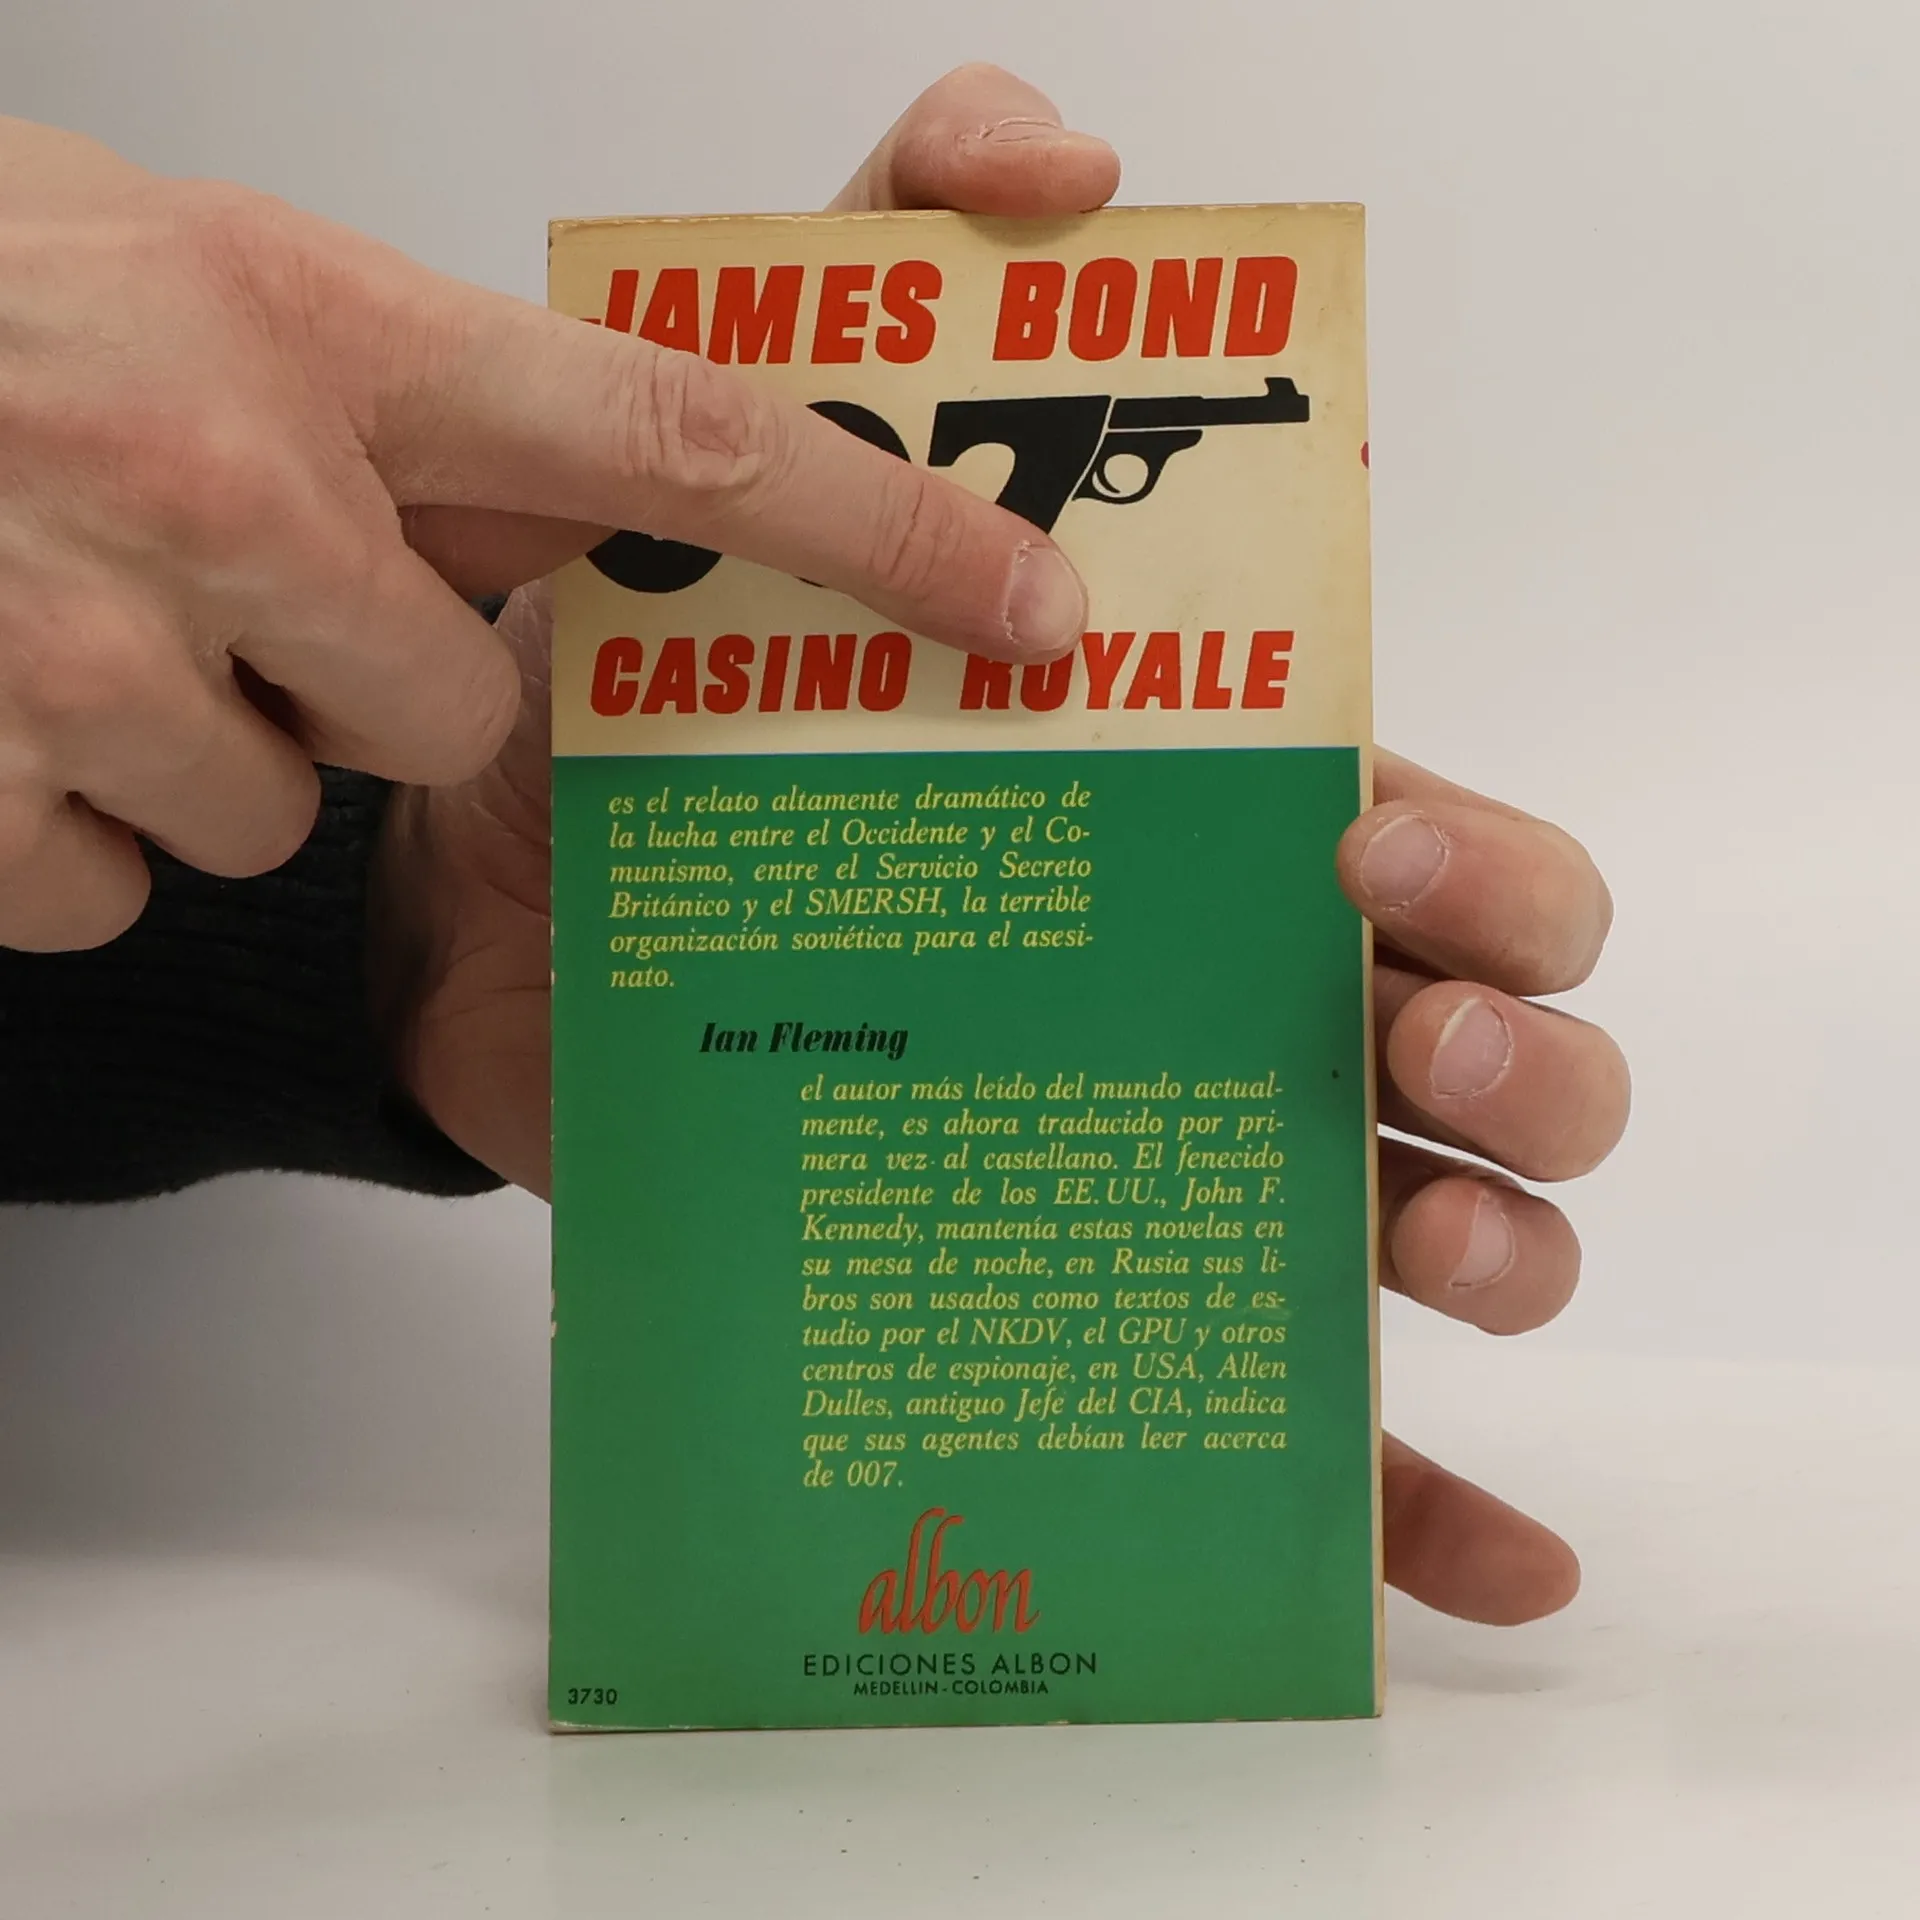 JAMES BOND
007
CASINO ROYALE
es el relato altamente dramático de
la lucha entre el Occidente y el Co-
munismo, entre el Servicio Secreto
Británico y el SMERSH, la terrible
organización soviética para el asesi-
nato.
Ian Fleming
el autor más leído del mundo actual-
mente, es ahora traducido por pri-
mera vez al castellano. El fenecido
presidente de los EE.UU., John F.
Kennedy, mantenía estas novelas en
su mesa de noche, en Rusia sus li-
bros son usados como textos de es-
tudio por el NKDV, el GPU y otros
centros de espionaje, en USA, Allen
Dulles, antiguo Jefe del CIA, indica
que sus agentes debían leer acerca
de 007.
albon
EDICIONES ALBON
MEDELLIN-COLOMBIA
3730